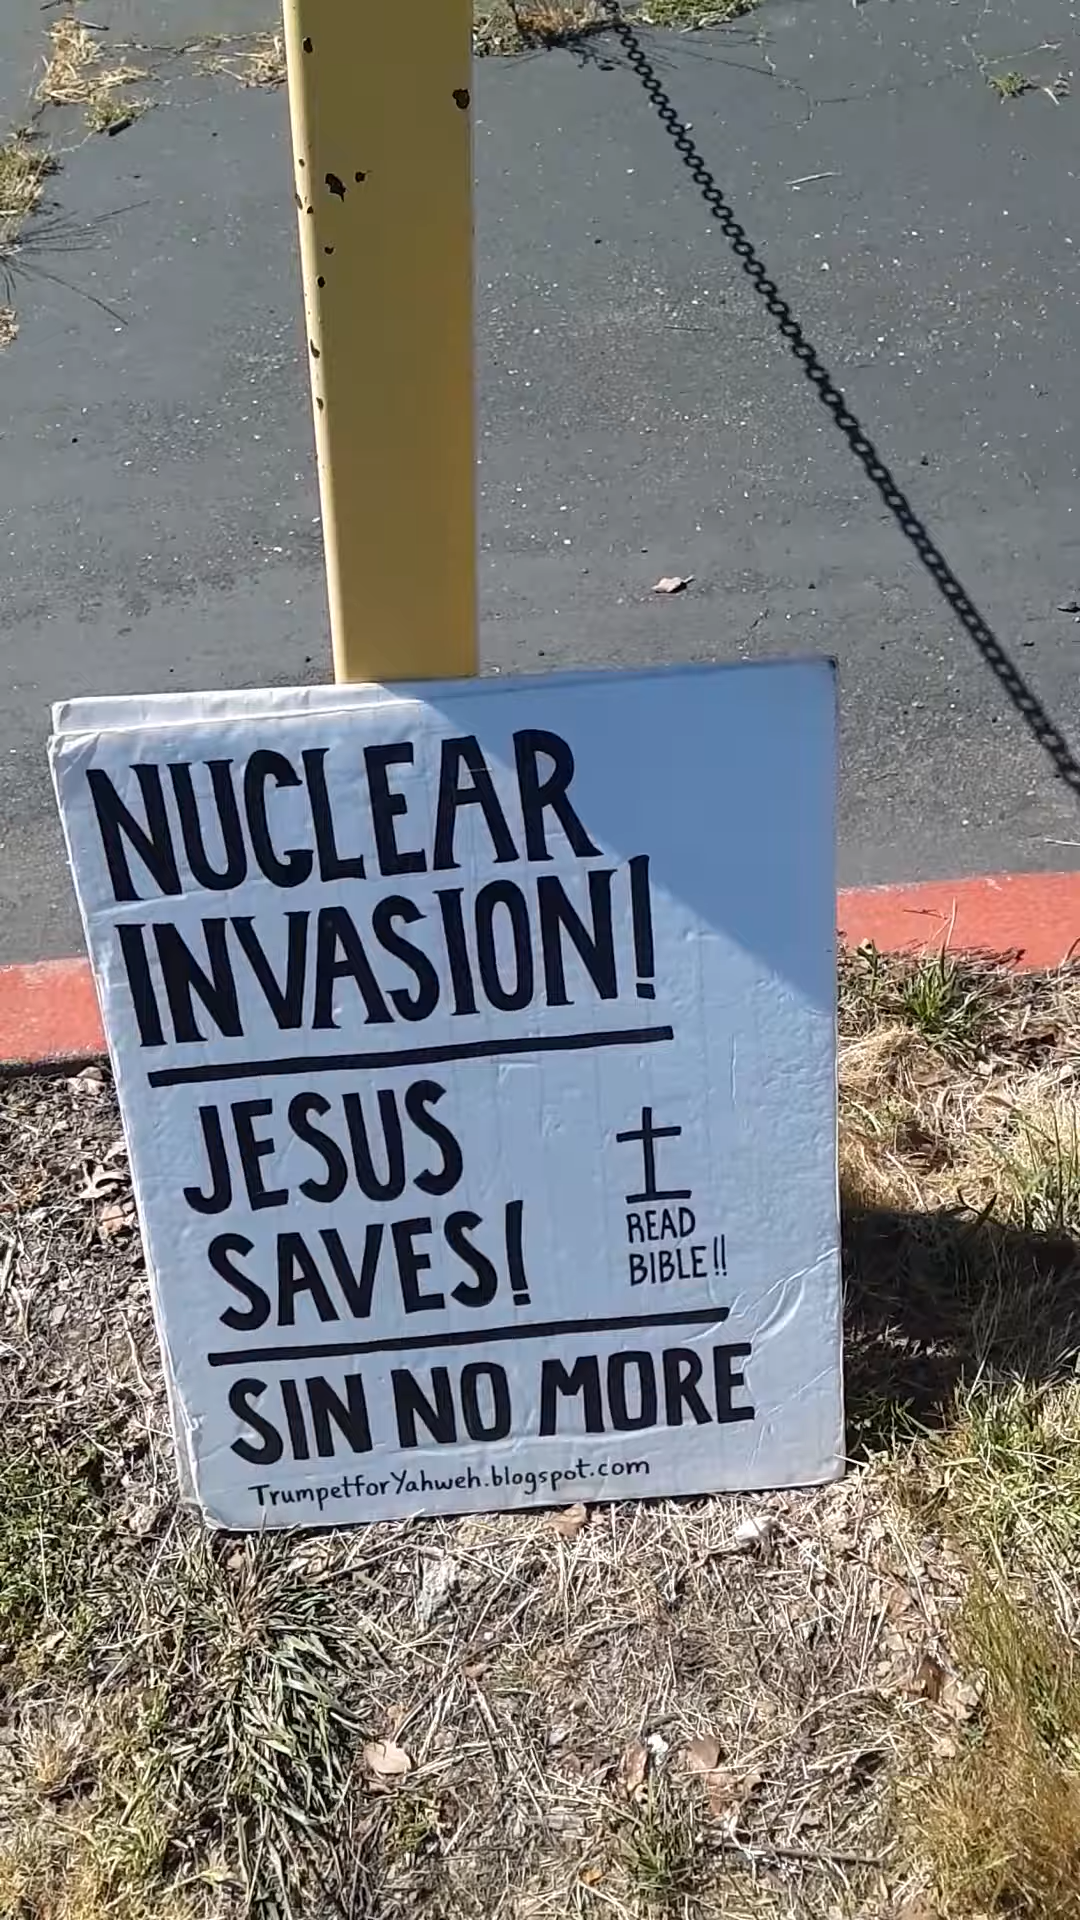 NUCLEAR
INVASION!
JESUS
SAVES!
READ
BIBLE!!
SIN NO MORE
TrumpetforYahweh.blogspot.com